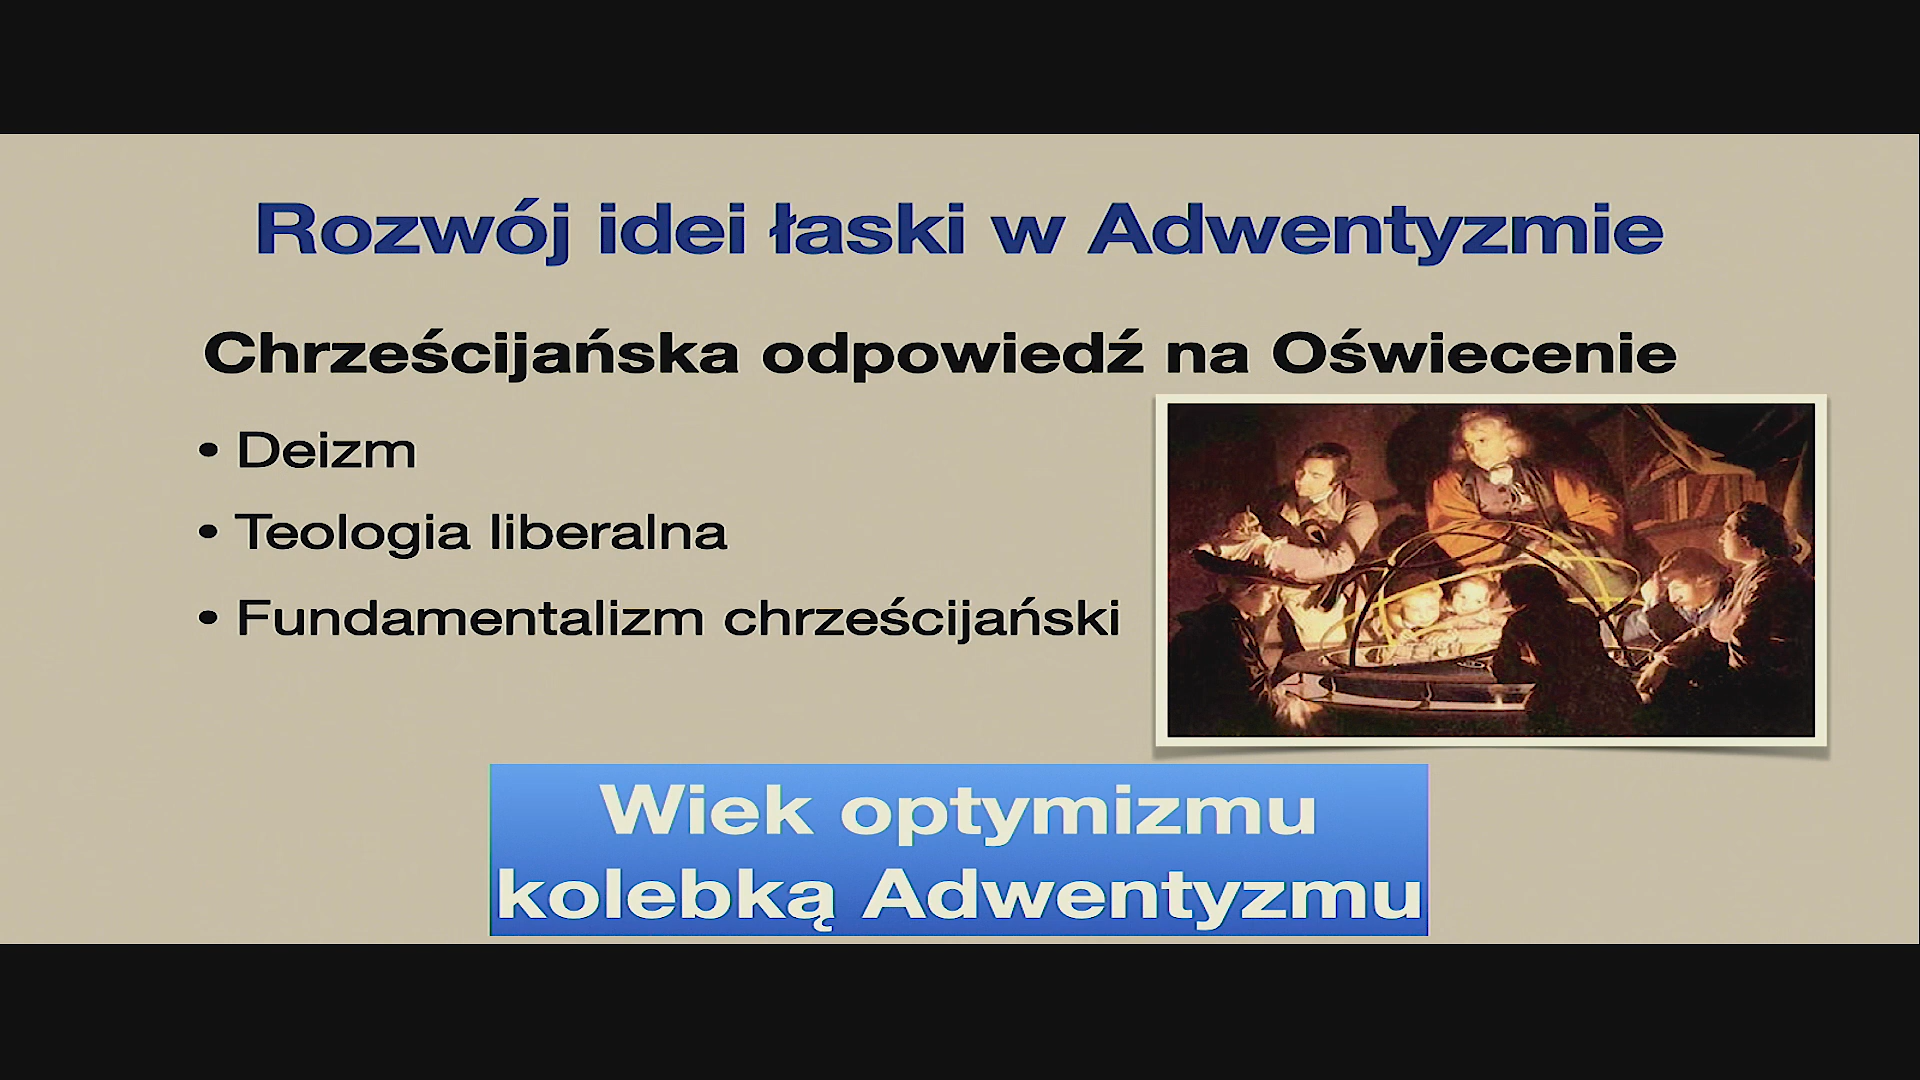 Rozwój idei łaski w Adwentyzmie
Chrześcijańska odpowiedź na Oświecenie
• Deizm
• Teologia liberalna
• Fundamentalizm chrześcijański
Wiek optymizmu
kolebką Adwentyzmu